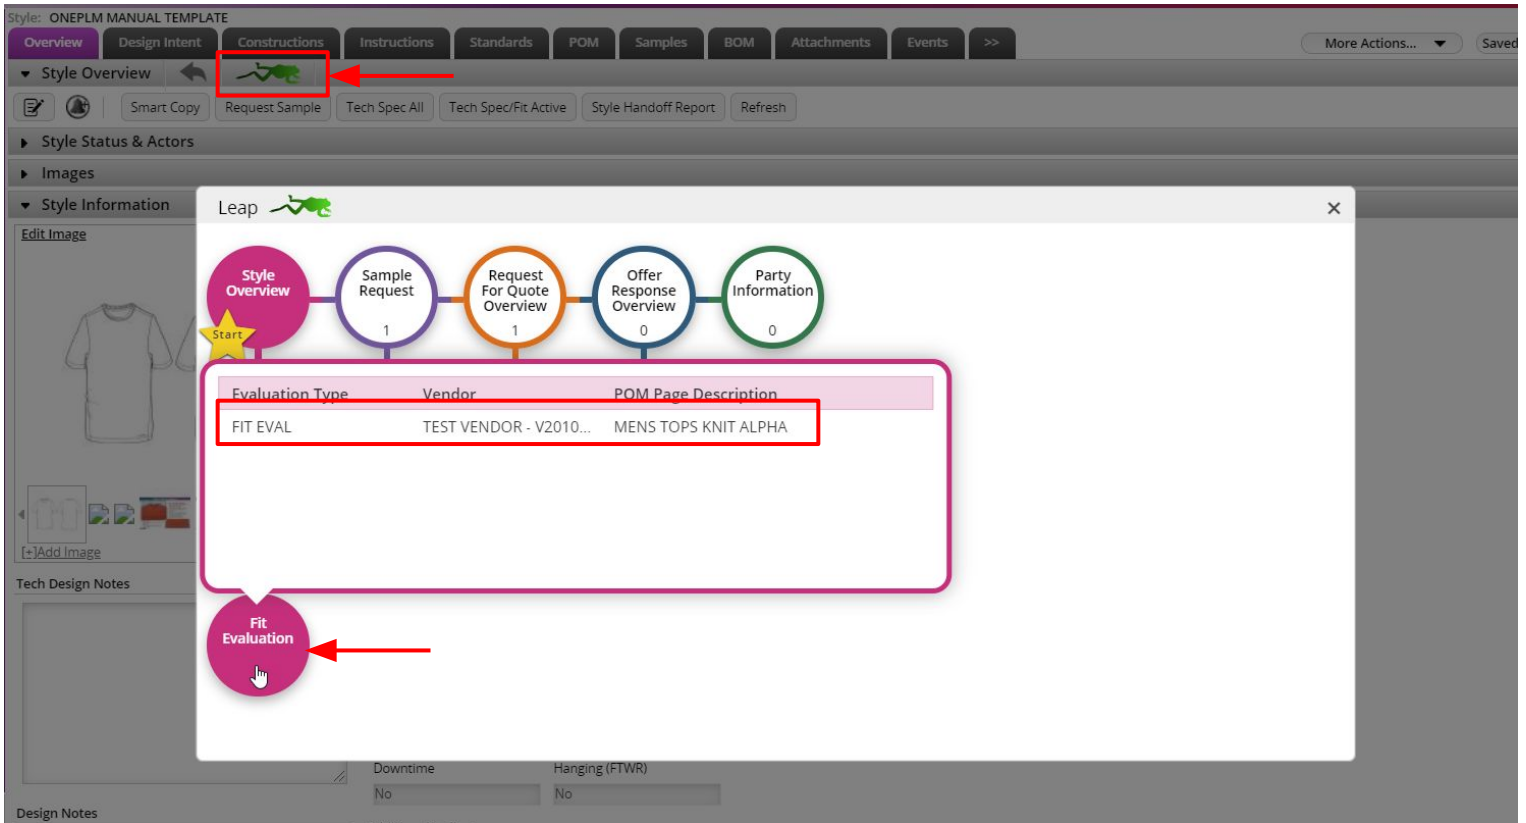 Style: ONEPLM MANUAL TEMPLATE
Overview Design Intent Constructions Instructions Standards POM Samples BOM Attachments Events >> More Actions... Saved
Style Overview
Smart Copy Request Sample Tech Spec All Tech Spec/Fit Active Style Handoff Report Refresh
Style Status & Actors
Images
Style Information
Edit Image
[+]Add Image
Tech Design Notes
Design Notes
Downtime Hanging (FTWR)
No No
Leap ×
Style
Overview
Start
Sample
Request
1
Request
For Quote
Overview
1
Offer
Response
Overview
0
Party
Information
0
Evaluation Type Vendor POM Page Description
FIT EVAL TEST VENDOR - V2010... MENS TOPS KNIT ALPHA
Fit
Evaluation